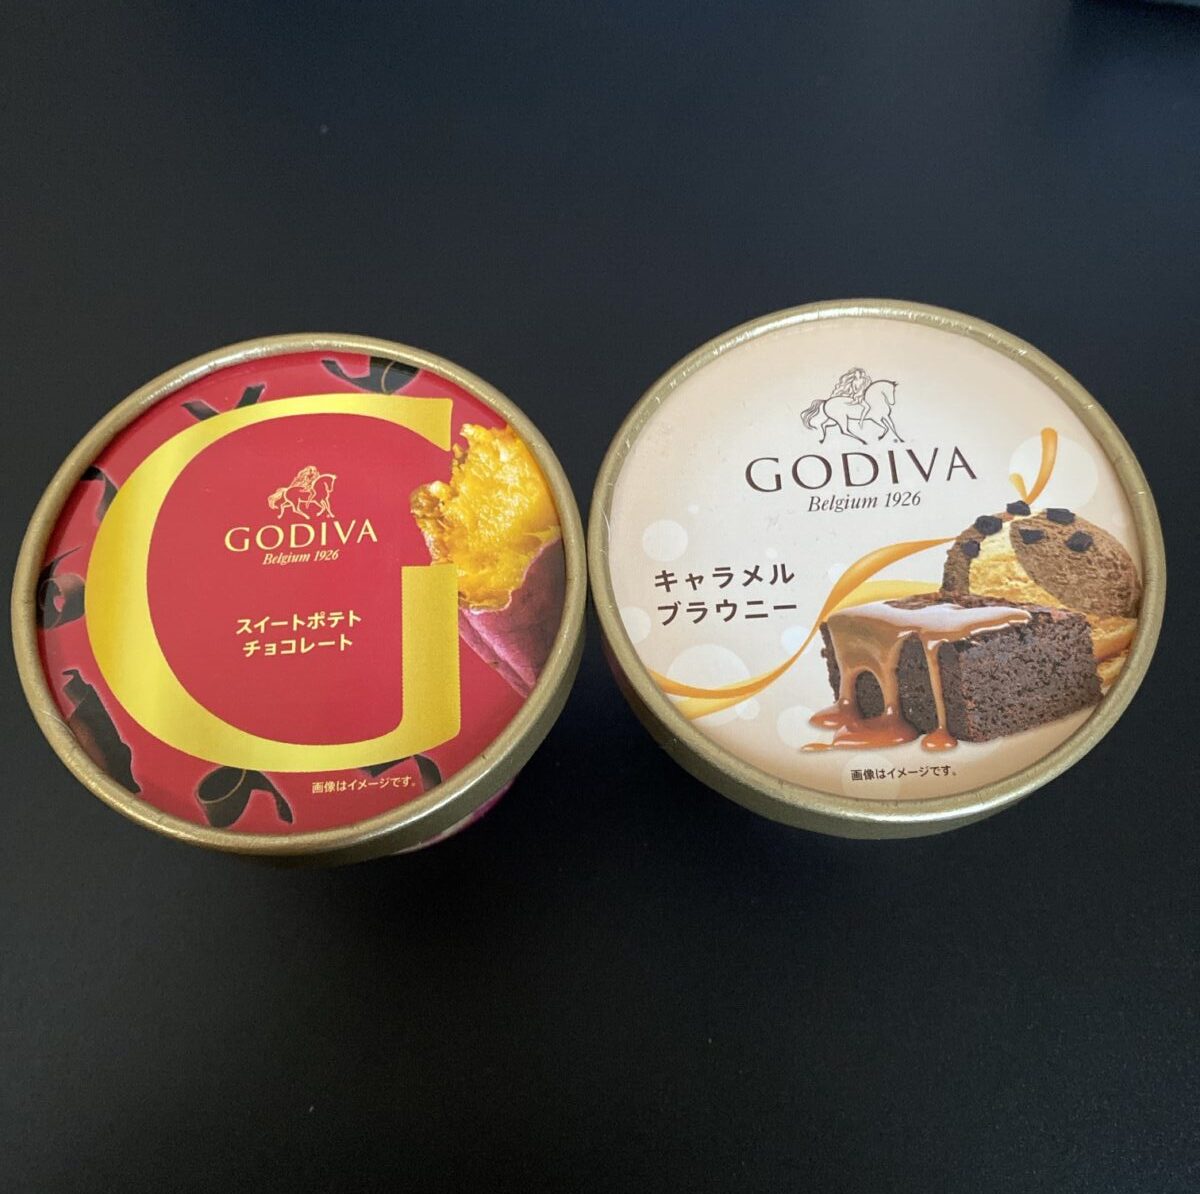 G
GODIVA
Belgium 1926
スイートポテト
チョコレート
画像はイメージです。
GODIVA
Belgium 1926
キャラメル
ブラウニー
画像はイメージです。